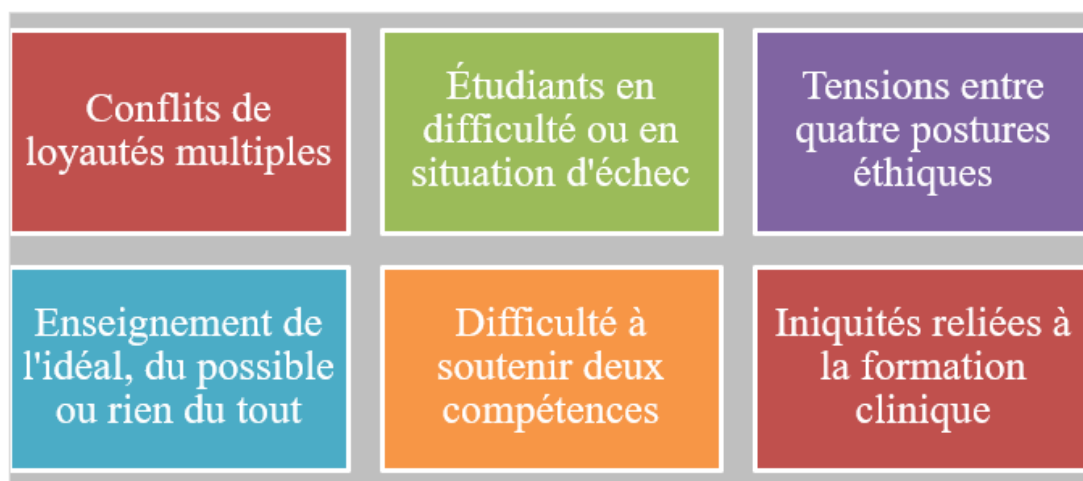 Conflits de
loyautés multiples
Étudiants en
difficulté ou en
situation d'échec
Tensions entre
quatre postures
éthiques
Enseignement de
l'idéal, du possible
ou rien du tout
Difficulté à
soutenir deux
compétences
Iniquités reliées à
la formation
clinique